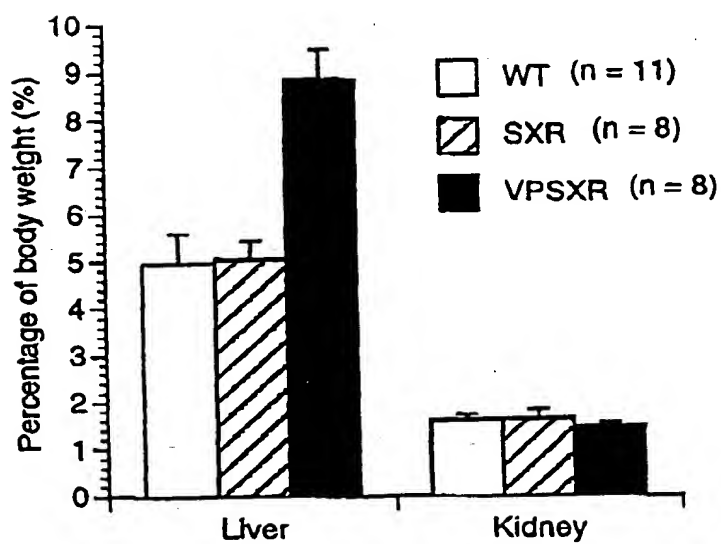 Percentage of body weight (%)
10
9
8
7
6
5
4
3
2
1
0
WT (n = 11)
SXR (n = 8)
VPSXR (n = 8)
Liver
Kidney